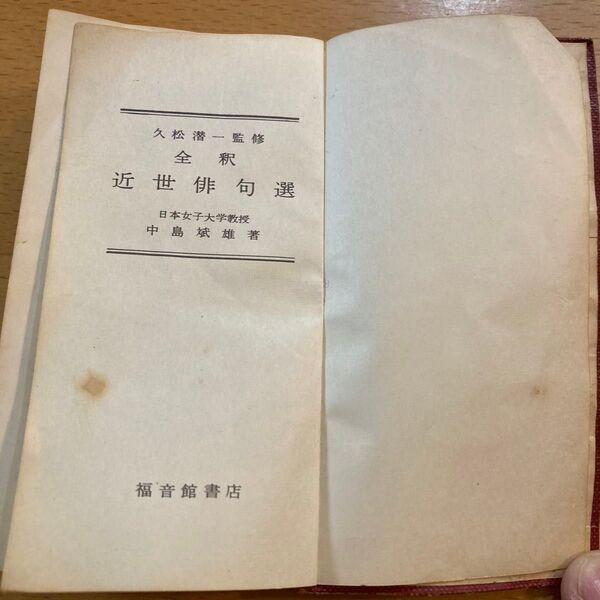 久松潜一監修
全釈
近世俳句選
日本女子大学教授
中島斌雄著
福音館書店